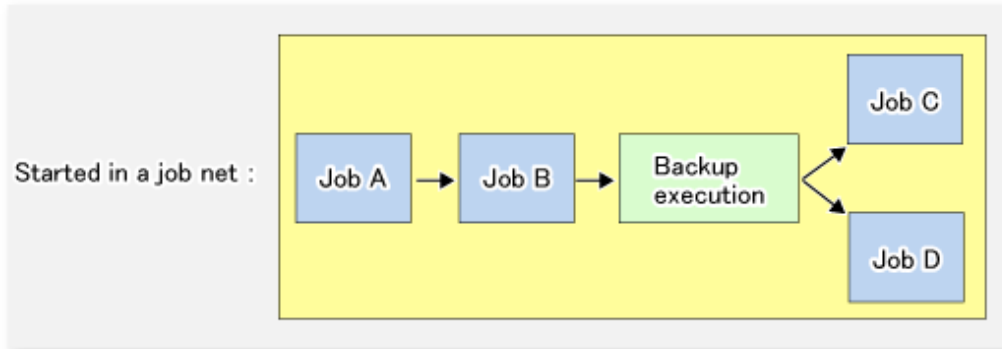 Started in a job net :
Job A
Job B
Backup
execution
Job C
Job D